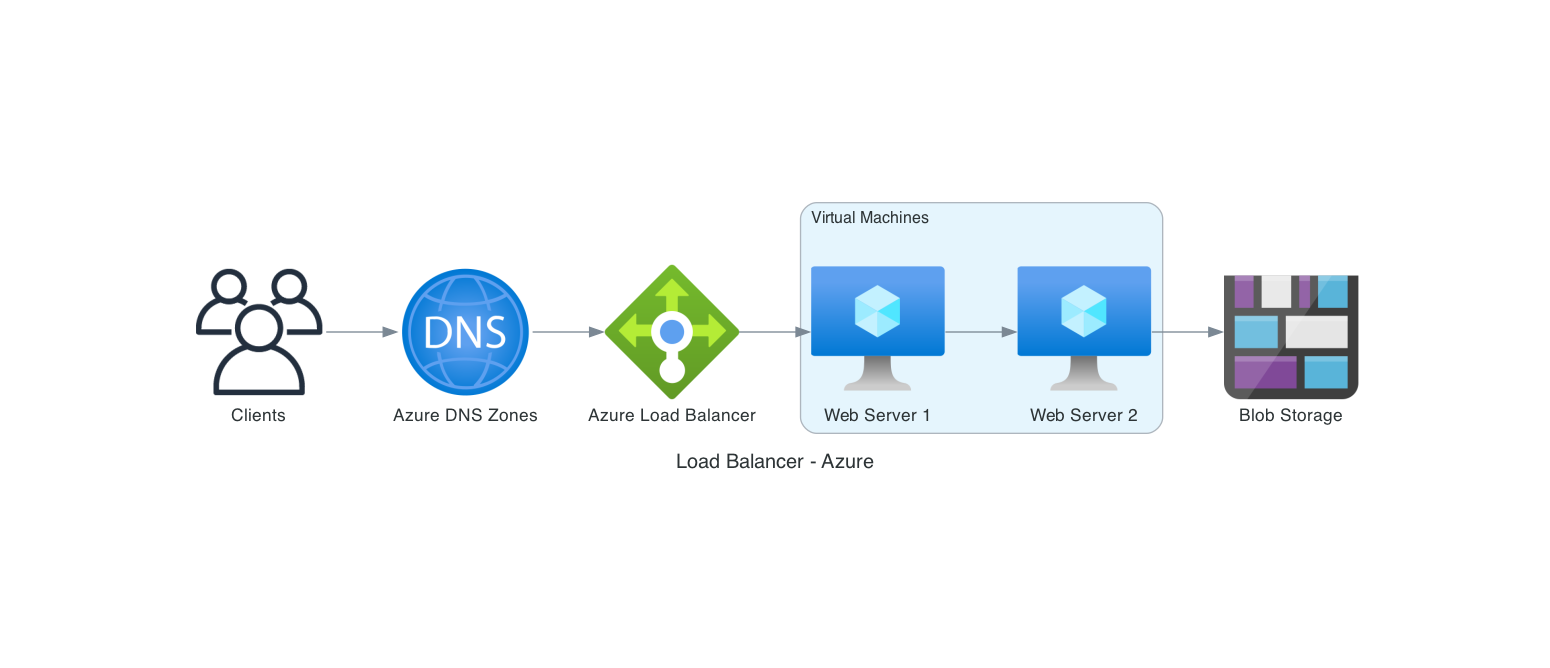 Virtual Machines
DNS
Clients
Azure DNS Zones
Azure Load Balancer
Web Server 1
Web Server 2
Blob Storage
Load Balancer - Azure